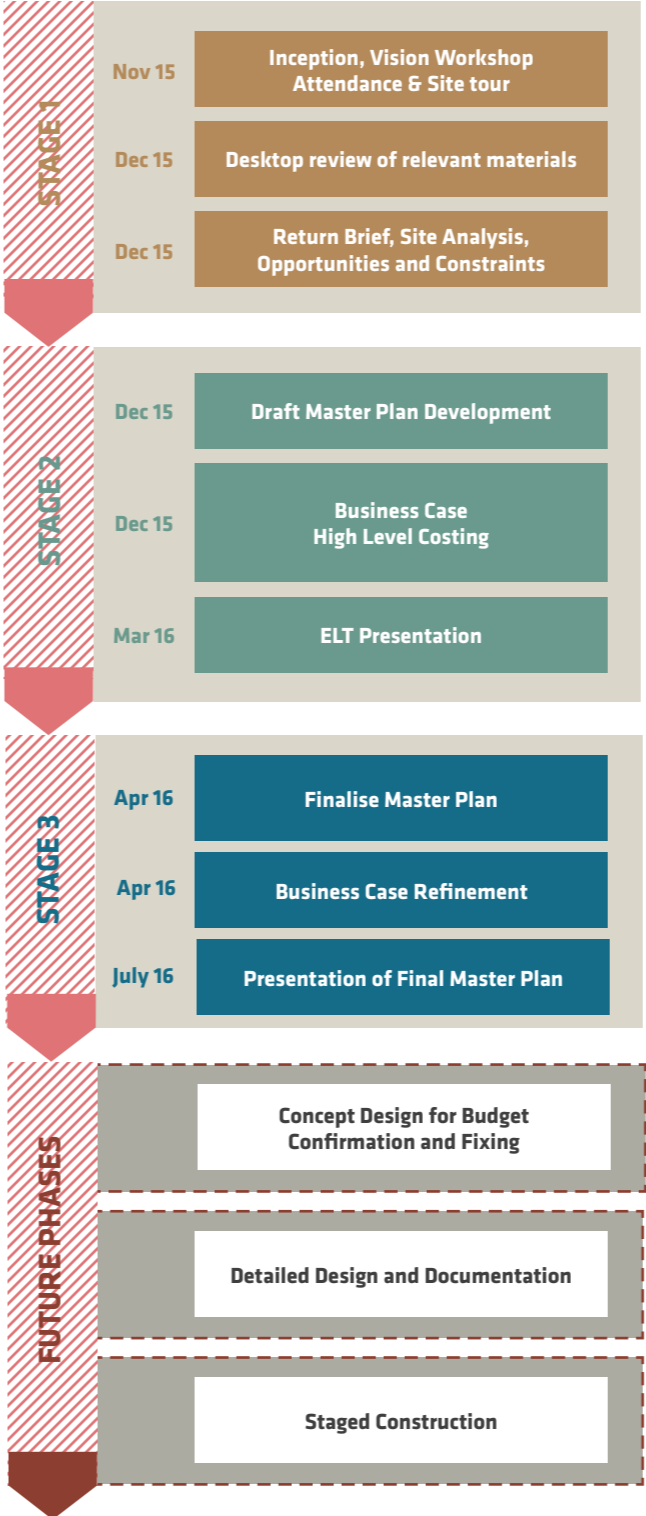 STAGE 1
Nov 15
Inception, Vision Workshop
Attendance & Site tour
Dec 15
Desktop review of relevant materials
Dec 15
Return Brief, Site Analysis,
Opportunities and Constraints
STAGE 2
Dec 15
Draft Master Plan Development
Dec 15
Business Case
High Level Costing
Mar 16
ELT Presentation
STAGE 3
Apr 16
Finalise Master Plan
Apr 16
Business Case Refinement
July 16
Presentation of Final Master Plan
FUTURE PHASES
Concept Design for Budget
Confirmation and Fixing
Detailed Design and Documentation
Staged Construction